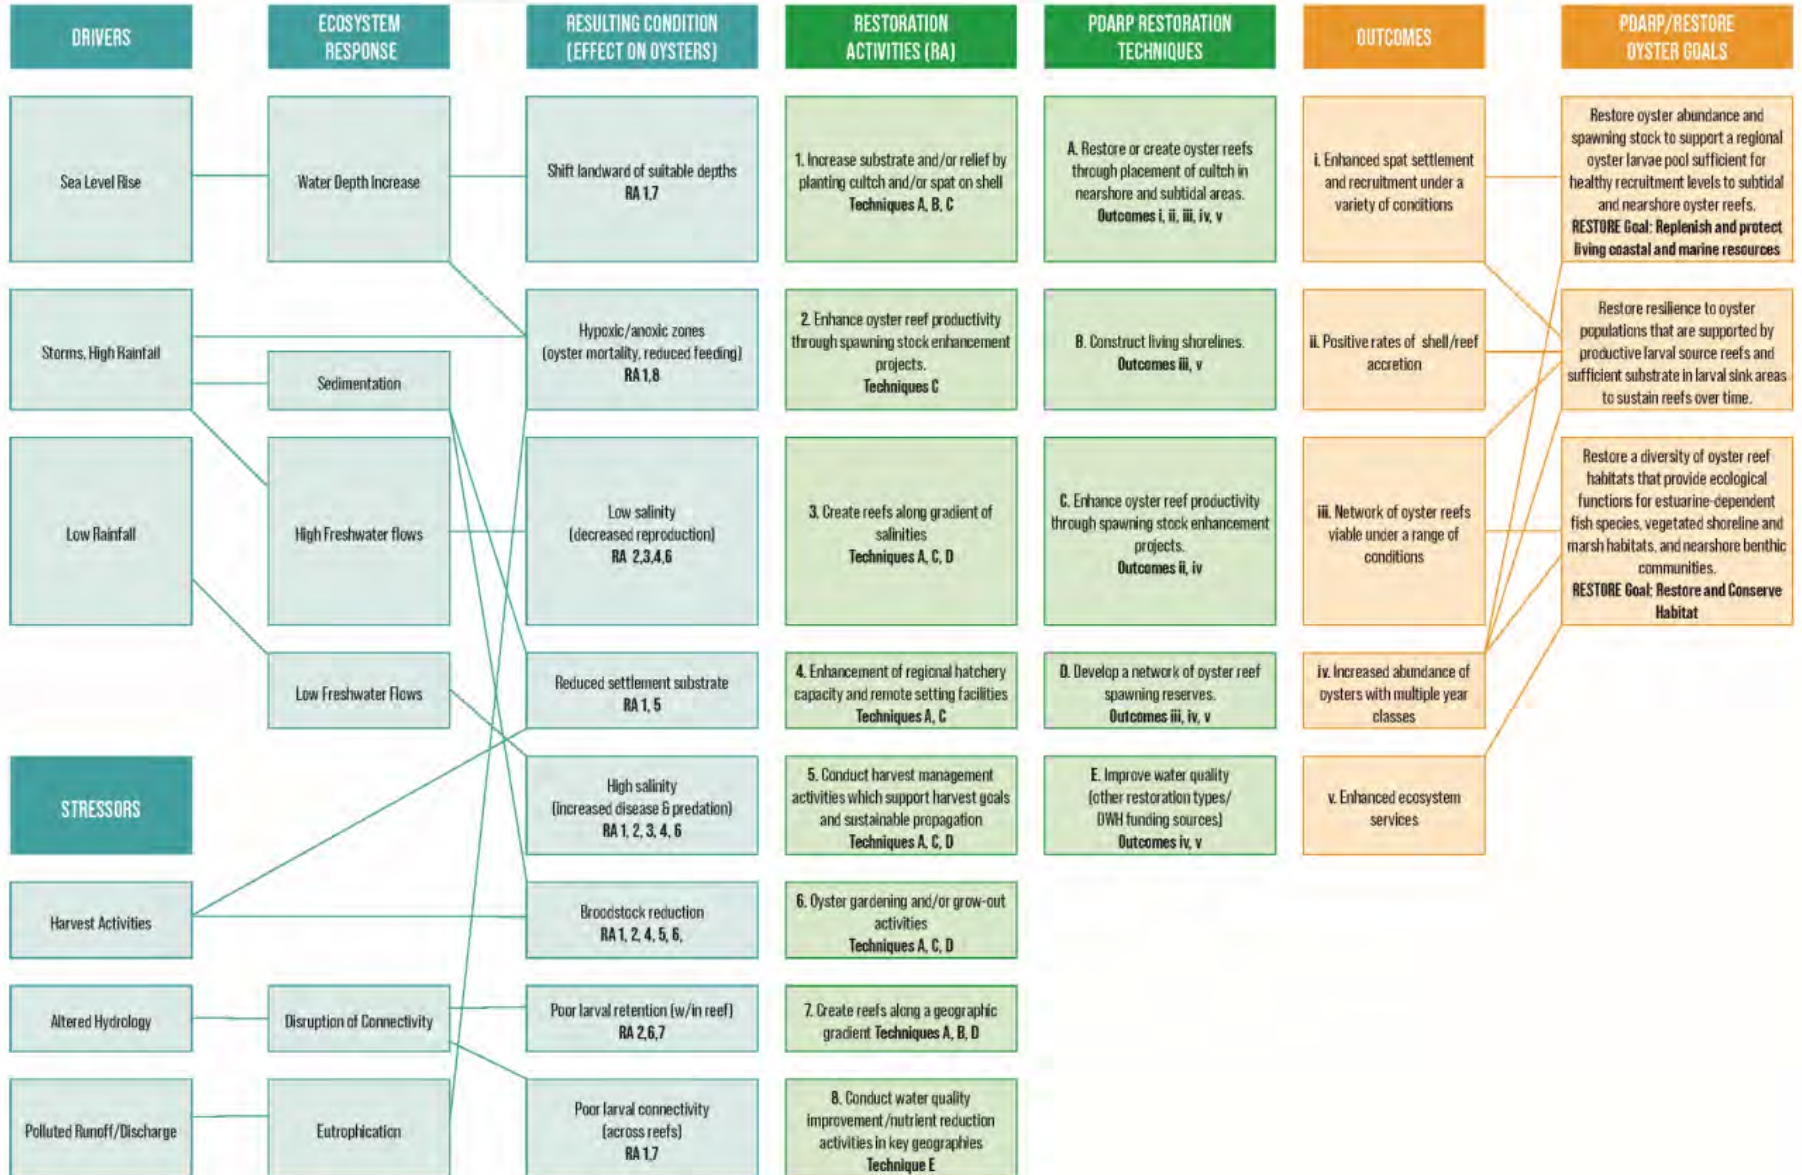 DRIVERS
ECOSYSTEM
RESPONSE
RESULTING CONDITION
(EFFECT ON OYSTERS)
RESTORATION
ACTIVITIES (RA)
PDARP RESTORATION
TECHNIQUES
OUTCOMES
PDARP/RESTORE
OYSTER GOALS
Sea Level Rise
Water Depth Increase
Shift landward of suitable depths
RA 1,7
1. Increase substrate and/or relief by
planting cultch and/or spat on shell
Techniques A, B, C
A. Restore or create oyster reefs
through placement of cultch in
nearshore and subtidal areas.
Outcomes i, ii, iii, iv, v
i. Enhanced spat settlement
and recruitment under a
variety of conditions
Restore oyster abundance and
spawning stock to support a regional
oyster larvae pool sufficient for
healthy recruitment levels to subtidal
and nearshore oyster reefs.
RESTORE Goal: Replenish and protect
living coastal and marine resources
Storms, High Rainfall
Sedimentation
Hypoxic/anoxic zones
(oyster mortality, reduced feeding)
RA 1,8
2. Enhance oyster reef productivity
through spawning stock enhancement
projects.
Techniques C
B. Construct living shorelines.
Outcomes iii, v
ii. Positive rates of shell/reef
accretion
Restore resilience to oyster
populations that are supported by
productive larval source reefs and
sufficient substrate in larval sink areas
to sustain reefs over time.
Low Rainfall
High Freshwater flows
Low salinity
(decreased reproduction)
RA 2,3,4,6
3. Create reefs along gradient of
salinities
Techniques A, C, D
C. Enhance oyster reef productivity
through spawning stock enhancement
projects.
Outcomes ii, iv
iii. Network of oyster reefs
viable under a range of
conditions
Restore a diversity of oyster reef
habitats that provide ecological
functions for estuarine-dependent
fish species, vegetated shoreline and
marsh habitats, and nearshore benthic
communities.
RESTORE Goal: Restore and Conserve
Habitat
Low Freshwater Flows
Reduced settlement substrate
RA 1, 5
4. Enhancement of regional hatchery
capacity and remote setting facilities
Techniques A, C
D. Develop a network of oyster reef
spawning reserves.
Outcomes iii, iv, v
iv. Increased abundance of
oysters with multiple year
classes
STRESSORS
High salinity
(increased disease & predation)
RA 1, 2, 3, 4, 6
5. Conduct harvest management
activities which support harvest goals
and sustainable propagation
Techniques A, C, D
E. Improve water quality
(other restoration types/
DWH funding sources)
Outcomes iv, v
v. Enhanced ecosystem
services
Harvest Activities
Broodstock reduction
RA 1, 2, 4, 5, 6,
6. Oyster gardening and/or grow-out
activities
Techniques A, C, D
Altered Hydrology
Disruption of Connectivity
Poor larval retention (w/in reef)
RA 2,6,7
7. Create reefs along a geographic
gradient Techniques A, B, D
Polluted Runoff/Discharge
Eutrophication
Poor larval connectivity
(across reefs)
RA 1,7
8. Conduct water quality
improvement/nutrient reduction
activities in key geographies
Technique E